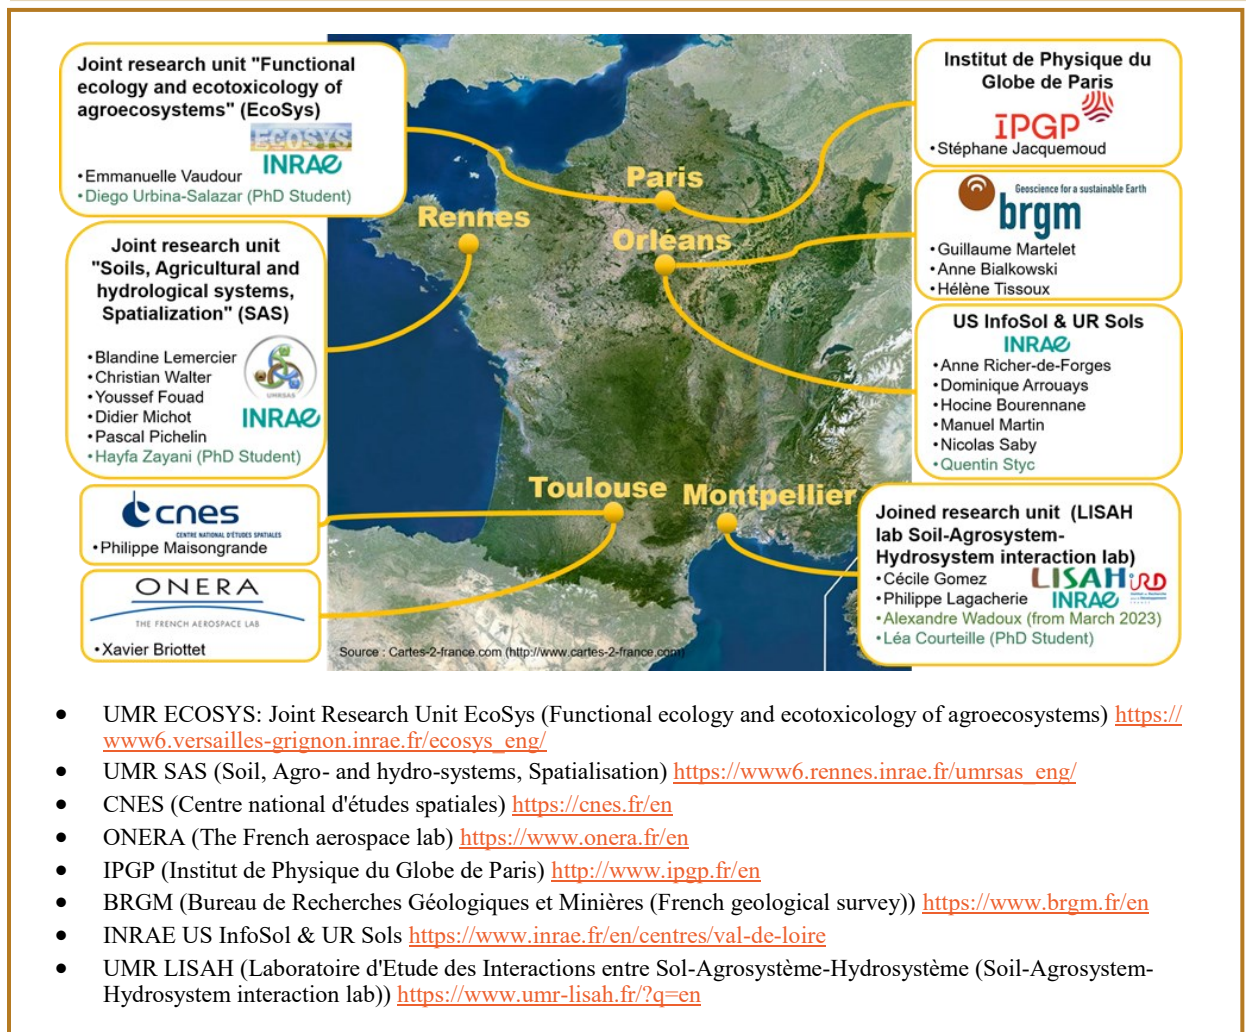 Joint research unit "Functional
ecology and ecotoxicology of
agroecosystems" (EcoSys)
ECOSYS
INRAE
•Emmanuelle Vaudour
•Diego Urbina-Salazar (PhD Student)
Joint research unit
"Soils, Agricultural and
hydrological systems,
Spatialization" (SAS)
•Blandine Lemercier
•Christian Walter
•Youssef Fouad
•Didier Michot
•Pascal Pichelin
•Hayfa Zayani (PhD Student)
UMRSAS
INRAE
cnes
CENTRE NATIONAL D'ÉTUDES SPATIALES
•Philippe Maisongrande
ONERA
THE FRENCH AEROSPACE LAB
•Xavier Briottet
Paris
Rennes
Orléans
Toulouse
Montpellier
Source : Cartes-2-france.com (http://www.cartes-2-france.com)
Institut de Physique du
Globe de Paris
IPGP
•Stéphane Jacquemoud
Geoscience for a sustainable Earth
brgm
•Guillaume Martelet
•Anne Bialkowski
•Hélène Tissoux
US InfoSol & UR Sols
INRAE
•Anne Richer-de-Forges
•Dominique Arrouays
•Hocine Bourennane
•Manuel Martin
•Nicolas Saby
•Quentin Styc
Joined research unit (LISAH
lab Soil-Agrosystem-
Hydrosystem interaction lab)
•Cécile Gomez
•Philippe Lagacherie
LISAH
IRD
INRAE
•Alexandre Wadoux (from March 2023)
•Léa Courteille (PhD Student)
• UMR ECOSYS: Joint Research Unit EcoSys (Functional ecology and ecotoxicology of agroecosystems) https://
www6.versailles-grignon.inrae.fr/ecosys_eng/
• UMR SAS (Soil, Agro- and hydro-systems, Spatialisation) https://www6.rennes.inrae.fr/umrsas_eng/
• CNES (Centre national d'études spatiales) https://cnes.fr/en
• ONERA (The French aerospace lab) https://www.onera.fr/en
• IPGP (Institut de Physique du Globe de Paris) http://www.ipgp.fr/en
• BRGM (Bureau de Recherches Géologiques et Minières (French geological survey)) https://www.brgm.fr/en
• INRAE US InfoSol & UR Sols https://www.inrae.fr/en/centres/val-de-loire
• UMR LISAH (Laboratoire d'Etude des Interactions entre Sol-Agrosystème-Hydrosystème (Soil-Agrosystem-
Hydrosystem interaction lab)) https://www.umr-lisah.fr/?q=en